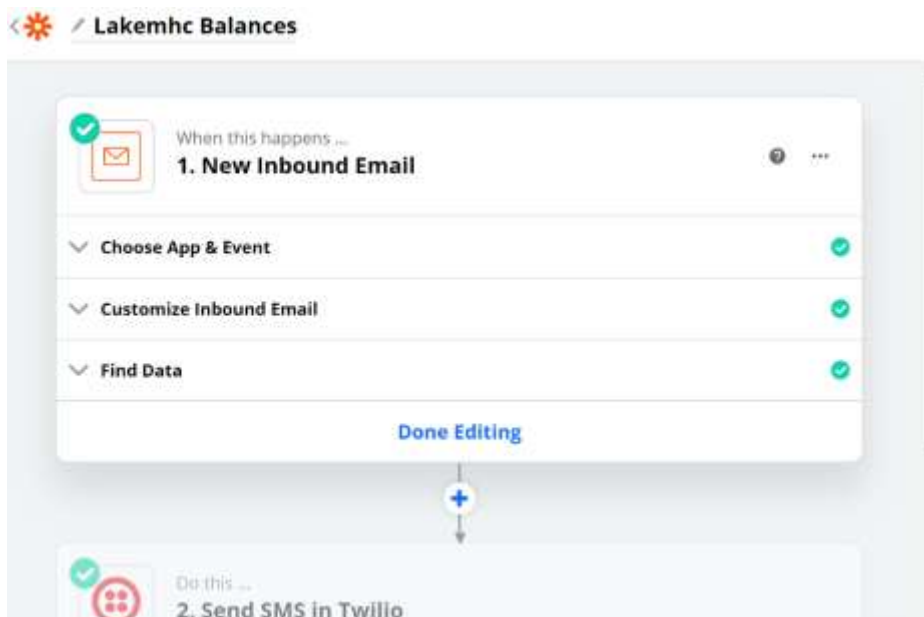 Lakemhc Balances
When this happens ...
1. New Inbound Email
Choose App & Event
Customize Inbound Email
Find Data
Done Editing
Do this ...
2. Send SMS in Twilio